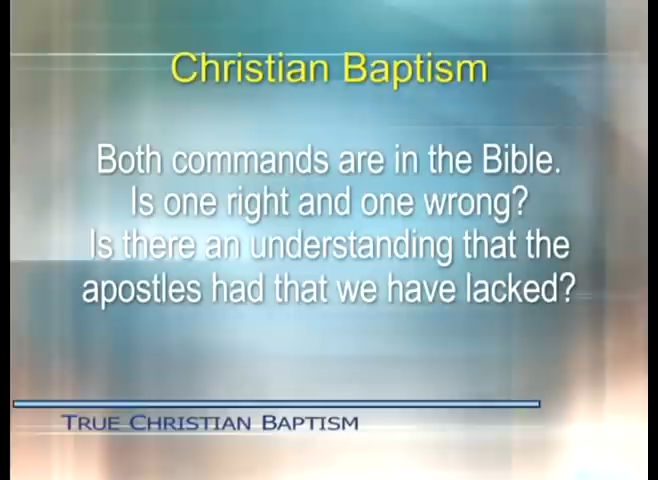 Christian Baptism
Both commands are in the Bible.
Is one right and one wrong?
Is there an understanding that the
apostles had that we have lacked?
TRUE CHRISTIAN BAPTISM